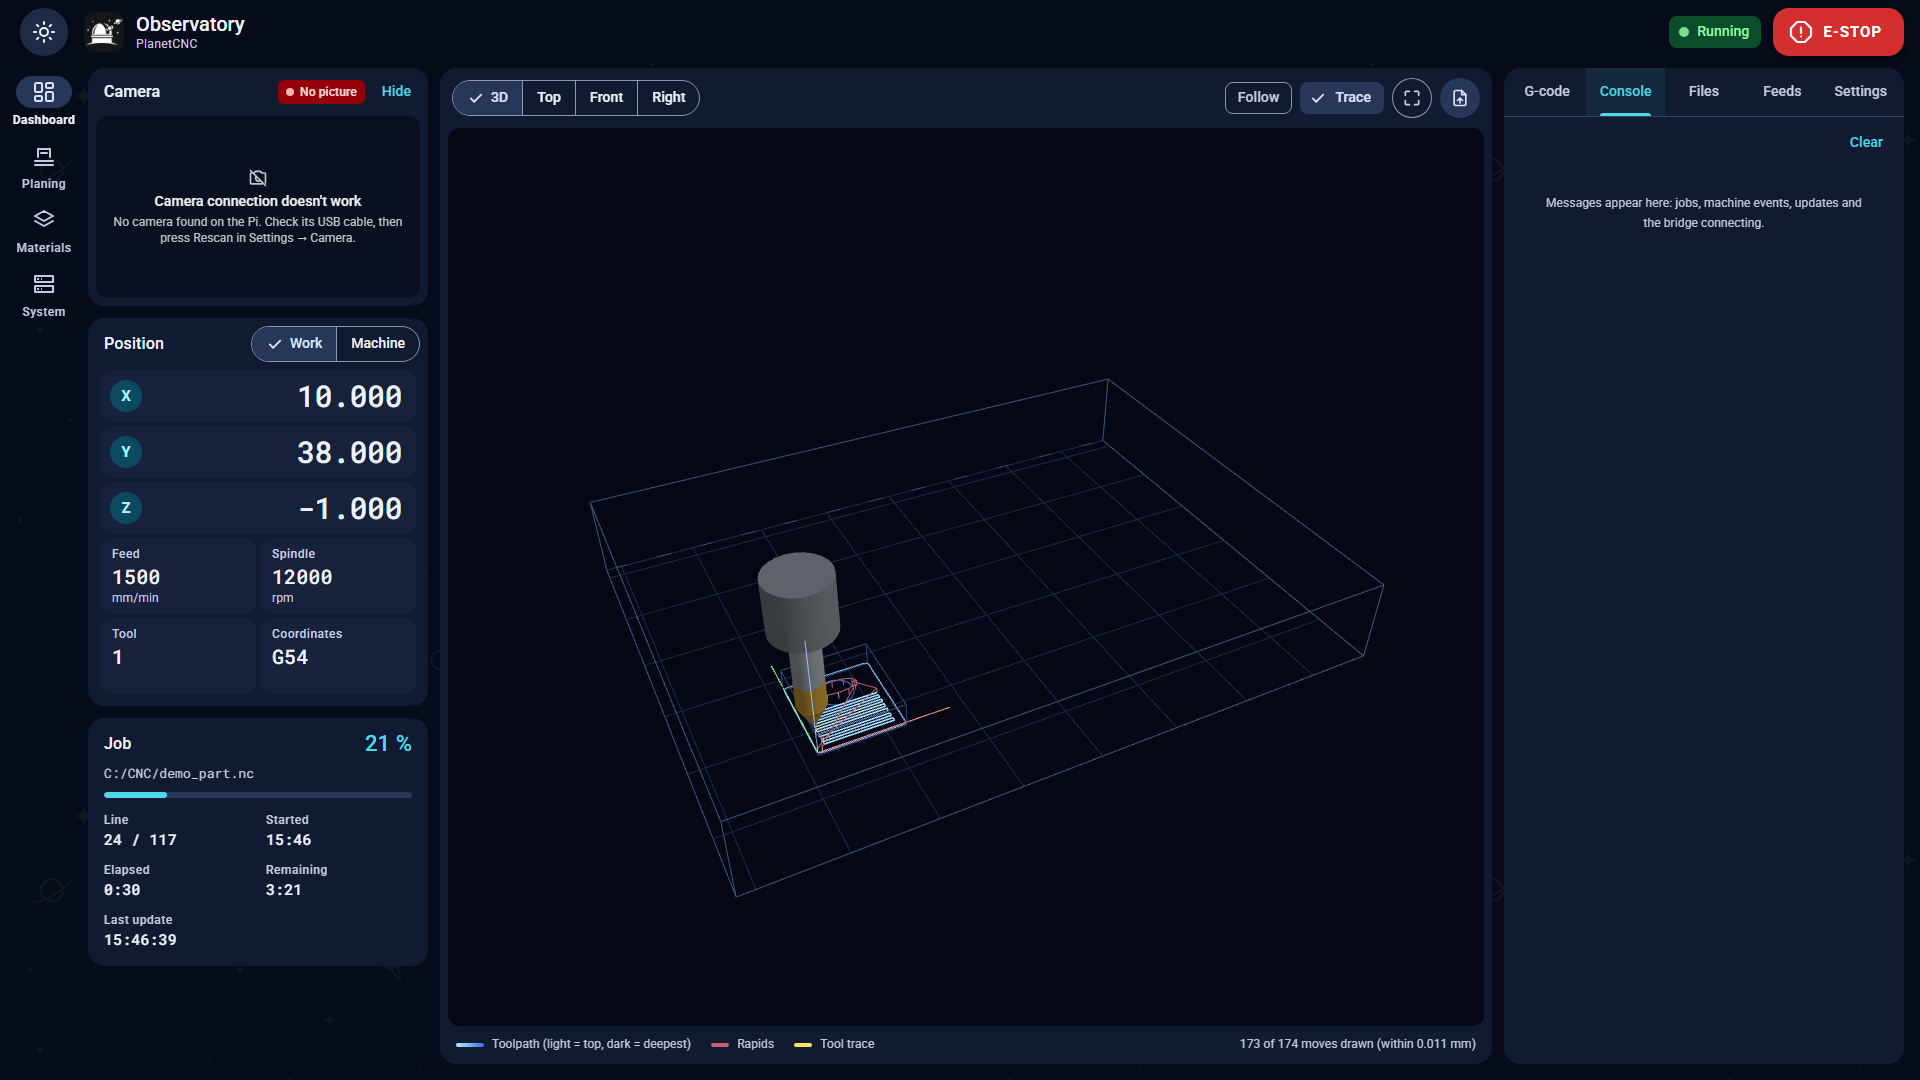 Observatory
PlanetCNC
Running
E-STOP
Dashboard
Planing
Materials
System
Camera
No picture
Hide
Camera connection doesn't work
No camera found on the Pi. Check its USB cable, then
press Rescan in Settings → Camera.
Position
Work
Machine
X
10.000
Y
38.000
Z
-1.000
Feed
1500
mm/min
Spindle
12000
rpm
Tool
1
Coordinates
G54
Job
21 %
C:/CNC/demo_part.nc
Line
24 / 117
Started
15:46
Elapsed
0:30
Remaining
3:21
Last update
15:46:39
3D
Top
Front
Right
Follow
Trace
Toolpath (light = top, dark = deepest)
Rapids
Tool trace
173 of 174 moves drawn (within 0.011 mm)
G-code
Console
Files
Feeds
Settings
Clear
Messages appear here: jobs, machine events, updates and
the bridge connecting.